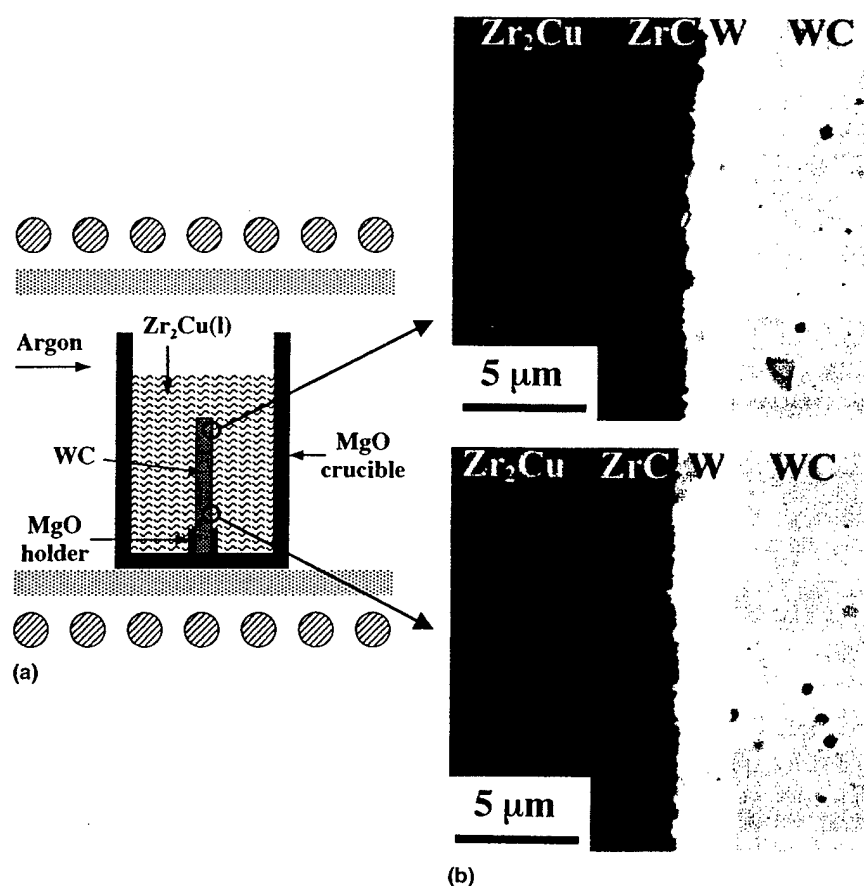 Zr₂Cu ZrC W WC
Zr₂Cu(l)
Argon
5 μm
WC
MgO
crucible
MgO
holder
Zr₂Cu ZrC W WC
5 μm
(a)
(b)